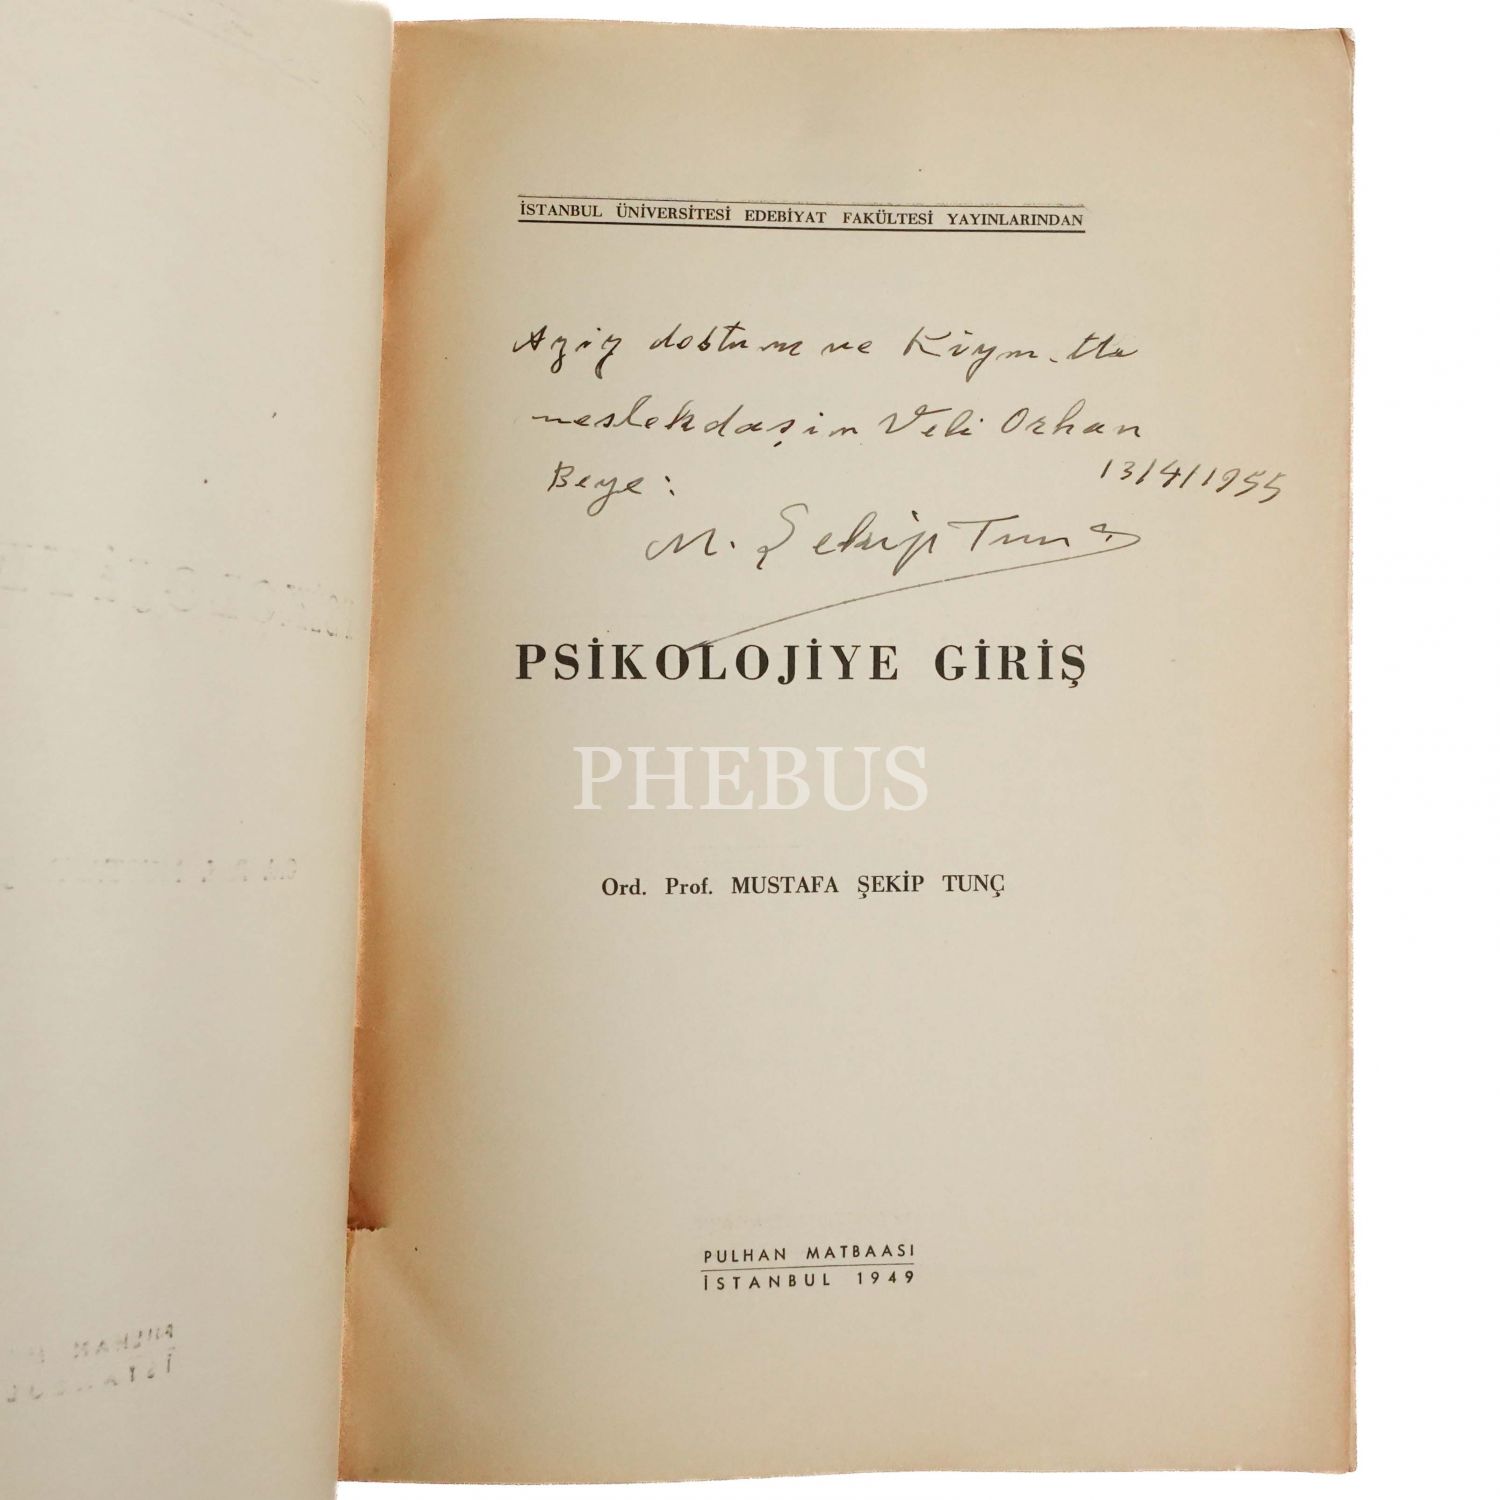 İSTANBUL ÜNİVERSİTESİ EDEBİYAT FAKÜLTESİ YAYINLARINDAN
Aziz dostum ve Kıymetli
meslekdaşım Veli Orhan
Beye:
13/4/1955
M. Şekip Tunç
PSİKOLOJİYE GİRİŞ
PHEBUS
Ord. Prof. MUSTAFA ŞEKİP TUNÇ
PULHAN MATBAASI
İSTANBUL 1949